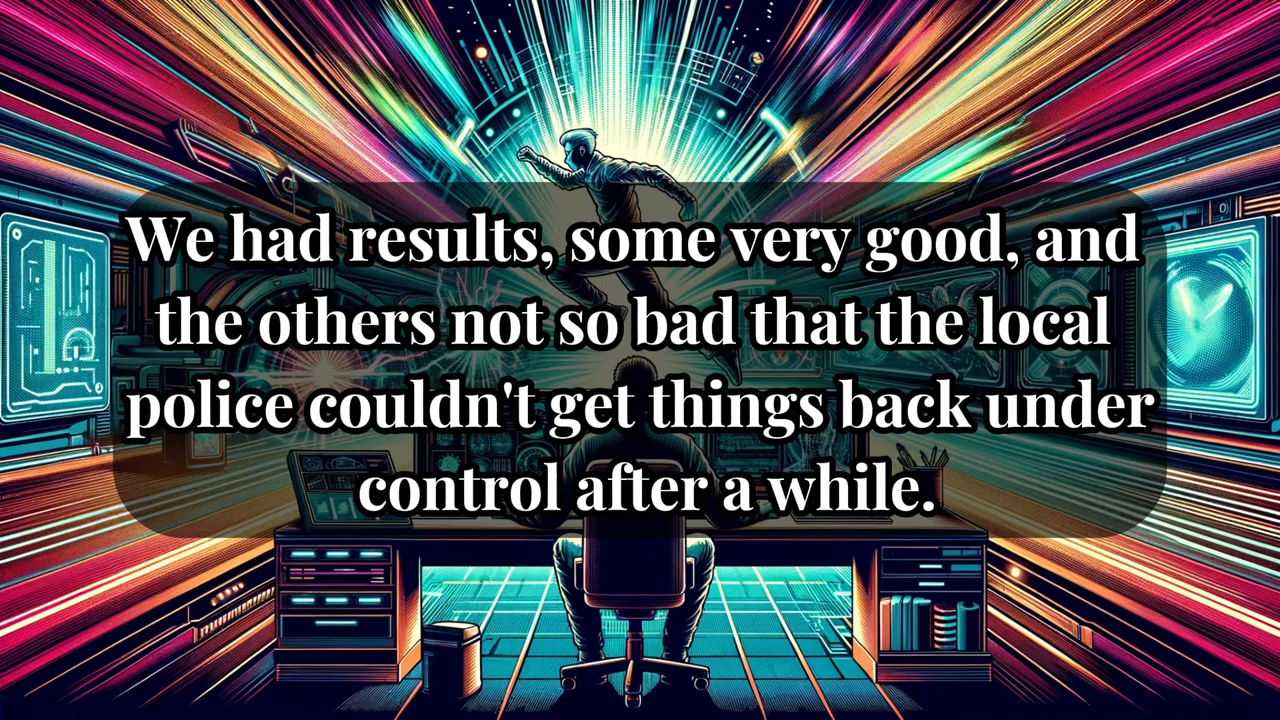 We had results, some very good, and
the others not so bad that the local
police couldn't get things back under
control after a while.